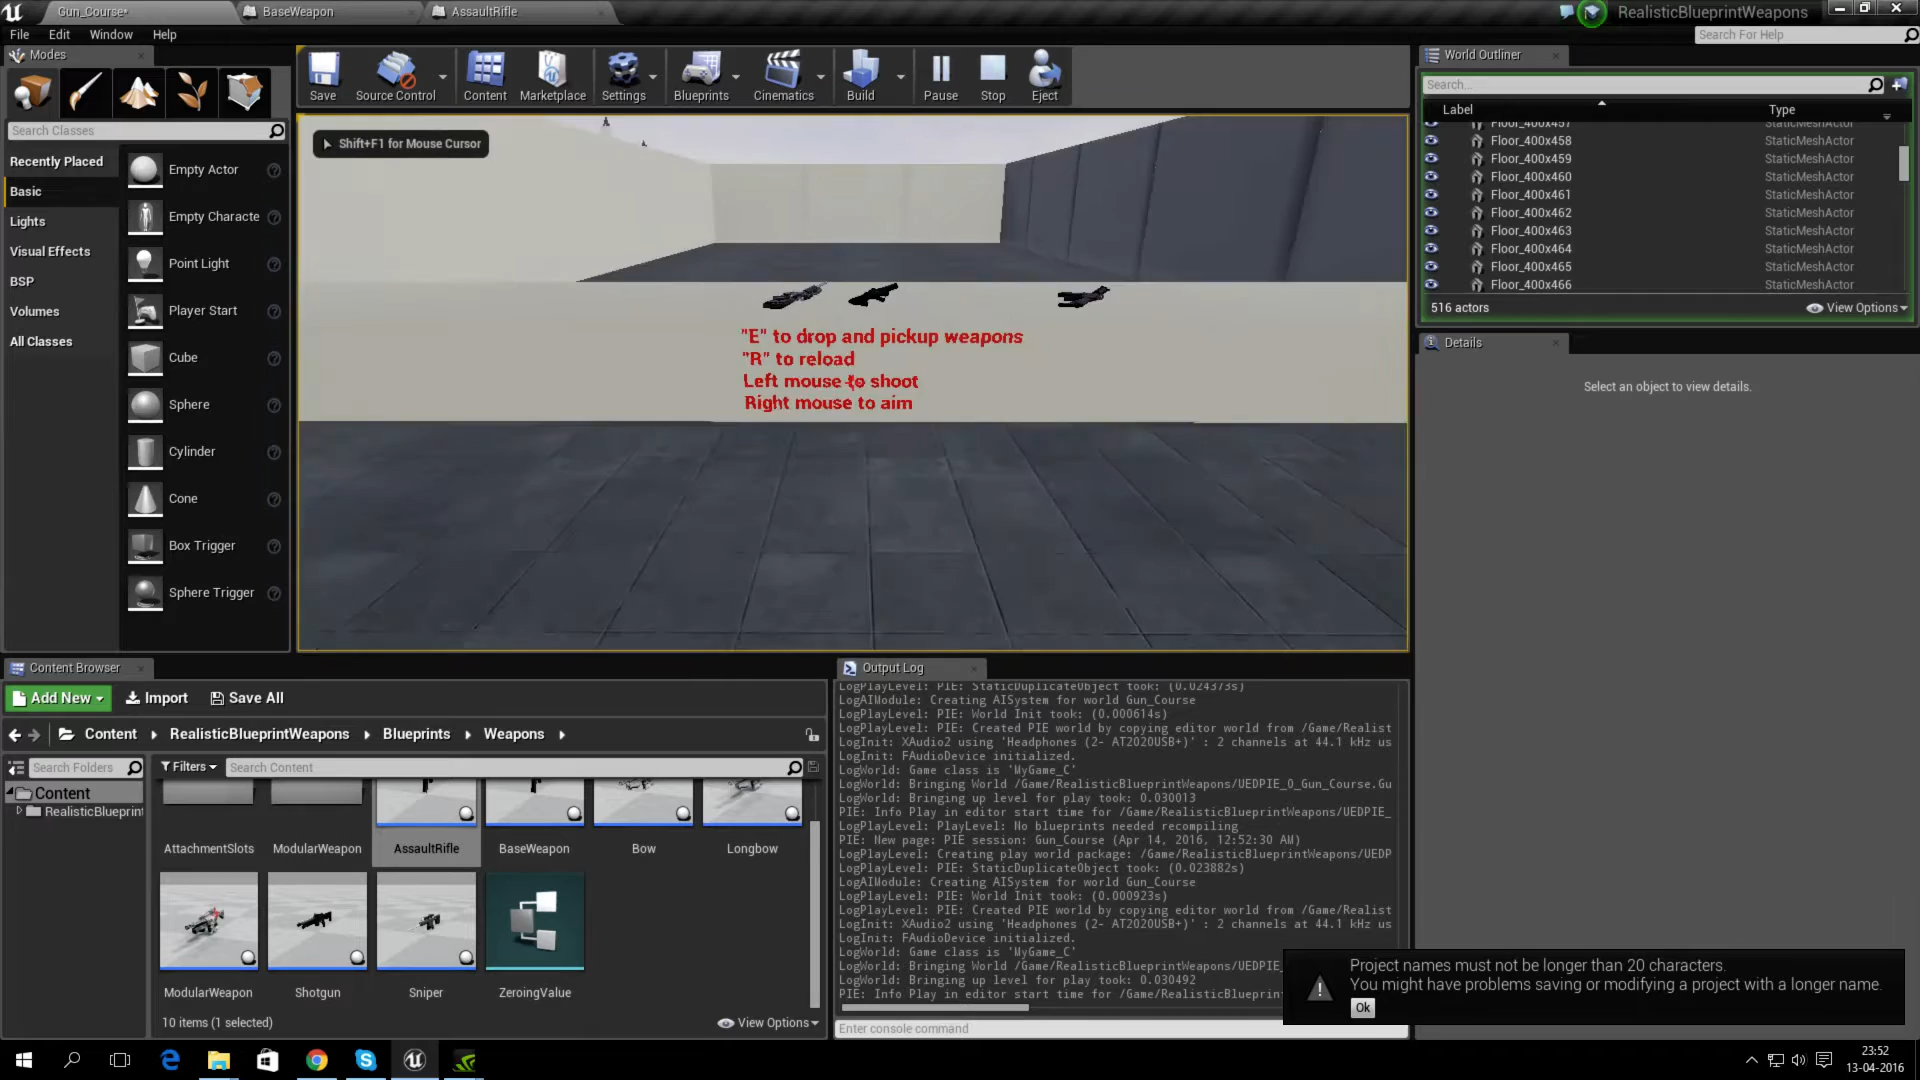 Gun_Course*
BaseWeapon
AssaultRifle
RealisticBlueprintWeapons
File
Edit
Window
Help
Search For Help
Modes
Save
Source Control
Content
Marketplace
Settings
Blueprints
Cinematics
Build
Pause
Stop
Eject
Search Classes
Recently Placed
Basic
Lights
Visual Effects
BSP
Volumes
All Classes
Empty Actor
Empty Characte
Point Light
Player Start
Cube
Sphere
Cylinder
Cone
Box Trigger
Sphere Trigger
Shift+F1 for Mouse Cursor
"E" to drop and pickup weapons
"R" to reload
Left mouse to shoot
Right mouse to aim
World Outliner
Search...
Label
Type
Floor_400x457 StaticMeshActor
Floor_400x458 StaticMeshActor
Floor_400x459 StaticMeshActor
Floor_400x460 StaticMeshActor
Floor_400x461 StaticMeshActor
Floor_400x462 StaticMeshActor
Floor_400x463 StaticMeshActor
Floor_400x464 StaticMeshActor
Floor_400x465 StaticMeshActor
Floor_400x466 StaticMeshActor
516 actors
View Options
Details
Select an object to view details.
Content Browser
Add New
Import
Save All
Content
RealisticBlueprintWeapons
Blueprints
Weapons
Search Folders
Filters
Search Content
Content
RealisticBlueprint
AttachmentSlots
ModularWeapon
AssaultRifle
BaseWeapon
Bow
Longbow
ModularWeapon
Shotgun
Sniper
ZeroingValue
10 items (1 selected)
View Options
Output Log
LogPlayLevel: PIE: StaticDuplicateObject took: (0.024373s)
LogAIModule: Creating AISystem for world Gun_Course
LogPlayLevel: PIE: World Init took: (0.000614s)
LogPlayLevel: PIE: Created PIE world by copying editor world from /Game/Realist
LogInit: XAudio2 using 'Headphones (2- AT2020USB+)' : 2 channels at 44.1 kHz us
LogInit: FAudioDevice initialized.
LogWorld: Game class is 'MyGame_C'
LogWorld: Bringing World /Game/RealisticBlueprintWeapons/UEDPIE_0_Gun_Course.Gu
LogWorld: Bringing up level for play took: 0.030013
PIE: Info Play in editor start time for /Game/RealisticBlueprintWeapons/UEDPIE_
LogPlayLevel: PlayLevel: No blueprints needed recompiling
PIE: New page: PIE session: Gun_Course (Apr 14, 2016, 12:52:30 AM)
LogPlayLevel: Creating play world package: /Game/RealisticBlueprintWeapons/UEDP
LogPlayLevel: PIE: StaticDuplicateObject took: (0.023882s)
LogAIModule: Creating AISystem for world Gun_Course
LogPlayLevel: PIE: World Init took: (0.000923s)
LogPlayLevel: PIE: Created PIE world by copying editor world from /Game/Realist
LogInit: XAudio2 using 'Headphones (2- AT2020USB+)' : 2 channels at 44.1 kHz us
LogInit: FAudioDevice initialized.
LogWorld: Game class is 'MyGame_C'
LogWorld: Bringing World /Game/RealisticBlueprintWeapons/UEDPIE_
LogWorld: Bringing up level for play took: 0.030492
PIE: Info Play in editor start time for /Game/RealisticBlueprint
Enter console command
Project names must not be longer than 20 characters.
You might have problems saving or modifying a project with a longer name.
Ok
23:52
13-04-2016